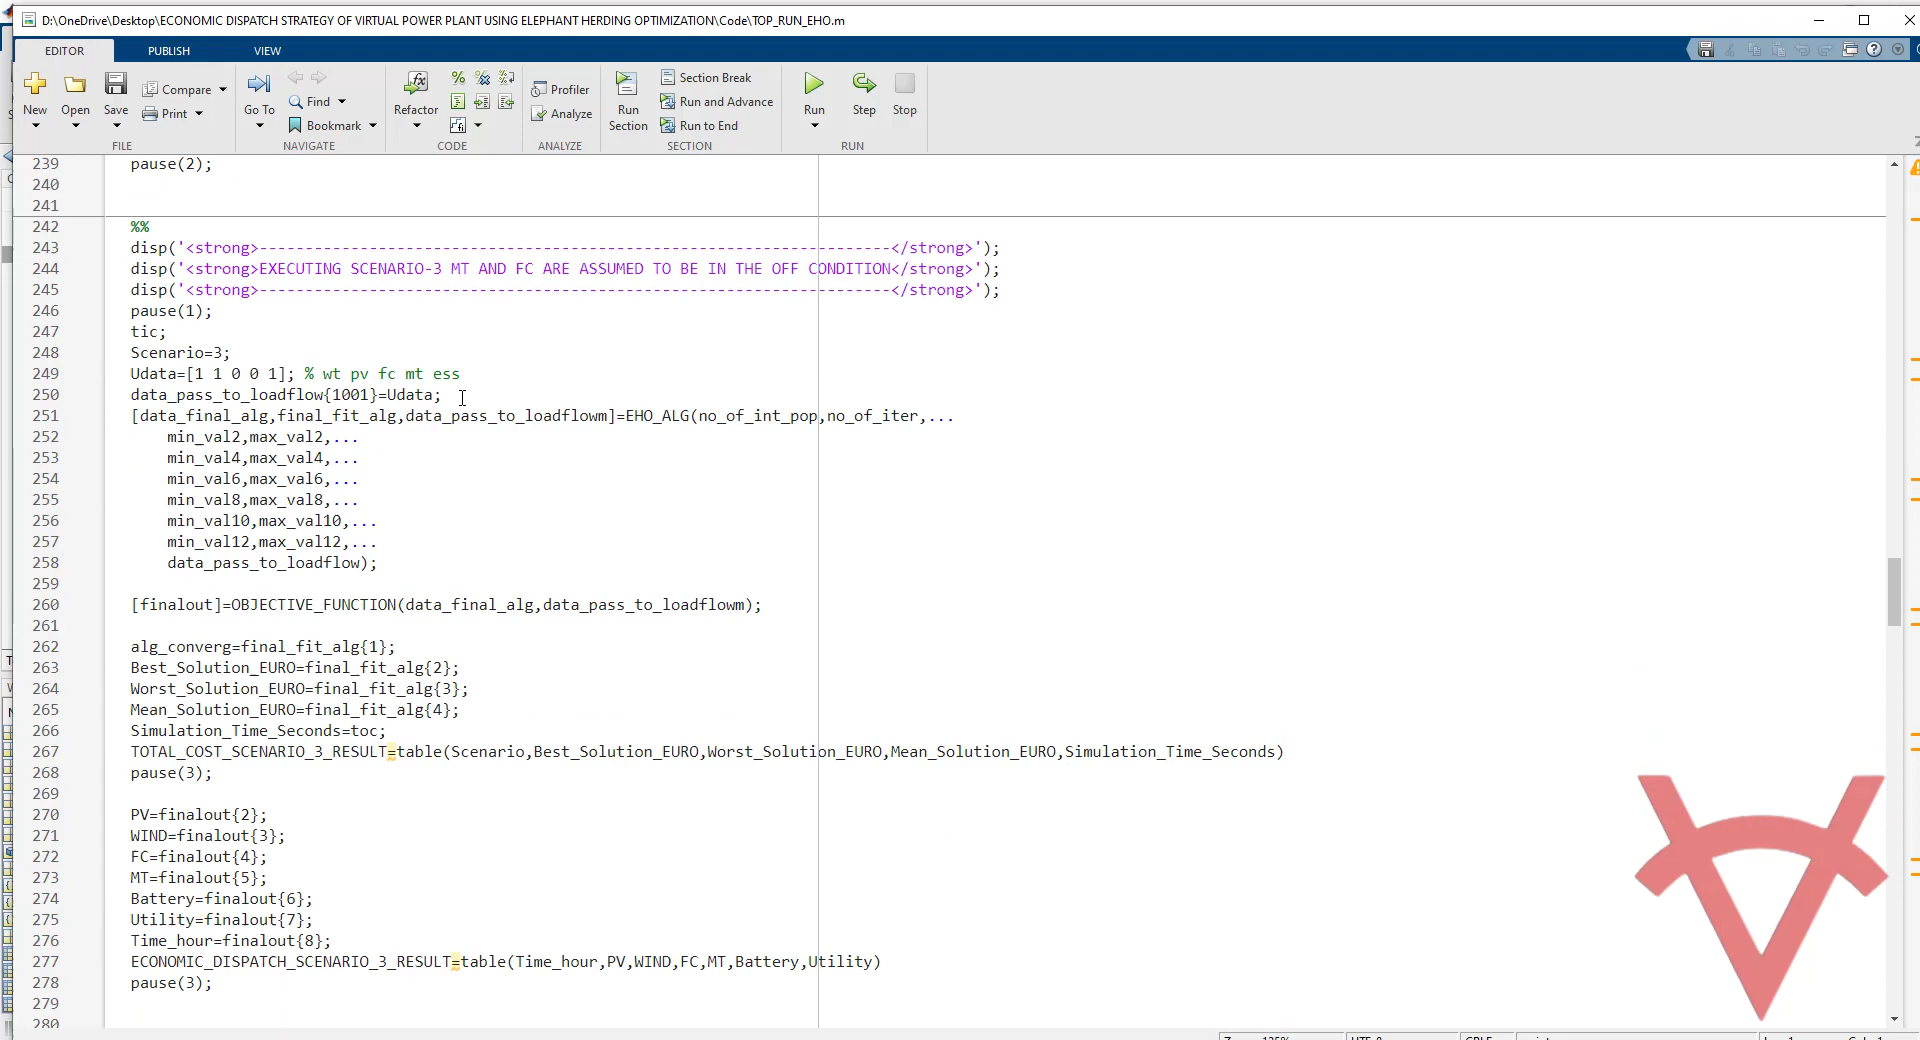 D:\OneDrive\Desktop\ECONOMIC DISPATCH STRATEGY OF VIRTUAL POWER PLANT USING ELEPHANT HERDING OPTIMIZATION\Code\TOP_RUN_EHO.m
EDITOR PUBLISH VIEW
New Open Save Compare Print
Go To Find Bookmark
Refactor
Profiler Analyze
Run Section Section Break Run and Advance Run to End
Run Step Stop
FILE NAVIGATE CODE ANALYZE SECTION RUN
239 pause(2);
240
241
242 %%
243 disp('<strong>---------------------------------------------------------------------</strong>');
244 disp('<strong>EXECUTING SCENARIO-3 MT AND FC ARE ASSUMED TO BE IN THE OFF CONDITION</strong>');
245 disp('<strong>---------------------------------------------------------------------</strong>');
246 pause(1);
247 tic;
248 Scenario=3;
249 Udata=[1 1 0 0 1]; % wt pv fc mt ess
250 data_pass_to_loadflow{1001}=Udata;
251 [data_final_alg,final_fit_alg,data_pass_to_loadflowm]=EHO_ALG(no_of_int_pop,no_of_iter,...
252 min_val2,max_val2,...
253 min_val4,max_val4,...
254 min_val6,max_val6,...
255 min_val8,max_val8,...
256 min_val10,max_val10,...
257 min_val12,max_val12,...
258 data_pass_to_loadflow);
259
260 [finalout]=OBJECTIVE_FUNCTION(data_final_alg,data_pass_to_loadflowm);
261
262 alg_converg=final_fit_alg{1};
263 Best_Solution_EURO=final_fit_alg{2};
264 Worst_Solution_EURO=final_fit_alg{3};
265 Mean_Solution_EURO=final_fit_alg{4};
266 Simulation_Time_Seconds=toc;
267 TOTAL_COST_SCENARIO_3_RESULT=table(Scenario,Best_Solution_EURO,Worst_Solution_EURO,Mean_Solution_EURO,Simulation_Time_Seconds)
268 pause(3);
269
270 PV=finalout{2};
271 WIND=finalout{3};
272 FC=finalout{4};
273 MT=finalout{5};
274 Battery=finalout{6};
275 Utility=finalout{7};
276 Time_hour=finalout{8};
277 ECONOMIC_DISPATCH_SCENARIO_3_RESULT=table(Time_hour,PV,WIND,FC,MT,Battery,Utility)
278 pause(3);
279
280